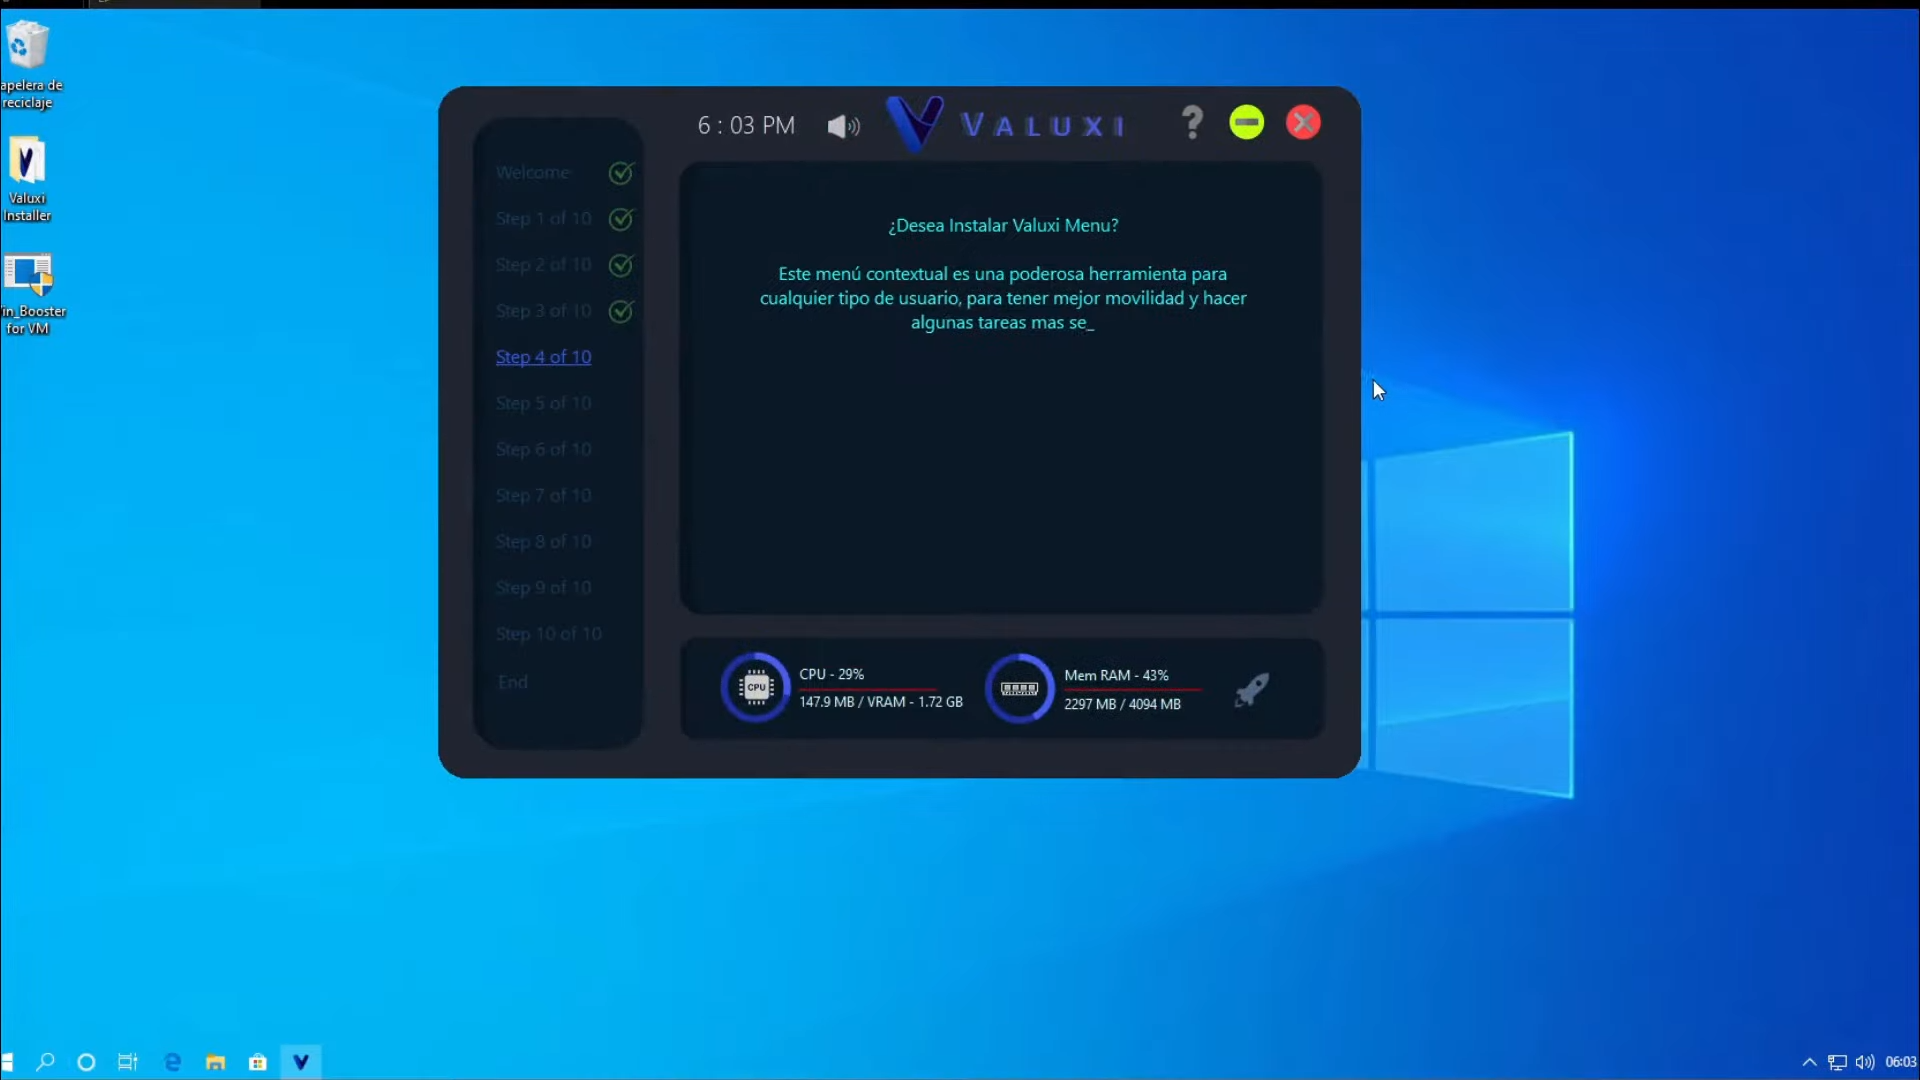 apelera de
reciclaje
Valuxi
Installer
in_Booster
for VM
6 : 03 PM
VALUXI
Welcome
Step 1 of 10
Step 2 of 10
Step 3 of 10
Step 4 of 10
Step 5 of 10
Step 6 of 10
Step 7 of 10
Step 8 of 10
Step 9 of 10
Step 10 of 10
End
¿Desea Instalar Valuxi Menu?
Este menú contextual es una poderosa herramienta para
cualquier tipo de usuario, para tener mejor movilidad y hacer
algunas tareas mas se_
CPU
CPU - 29%
147.9 MB / VRAM - 1.72 GB
Mem RAM - 43%
2297 MB / 4094 MB
06:03